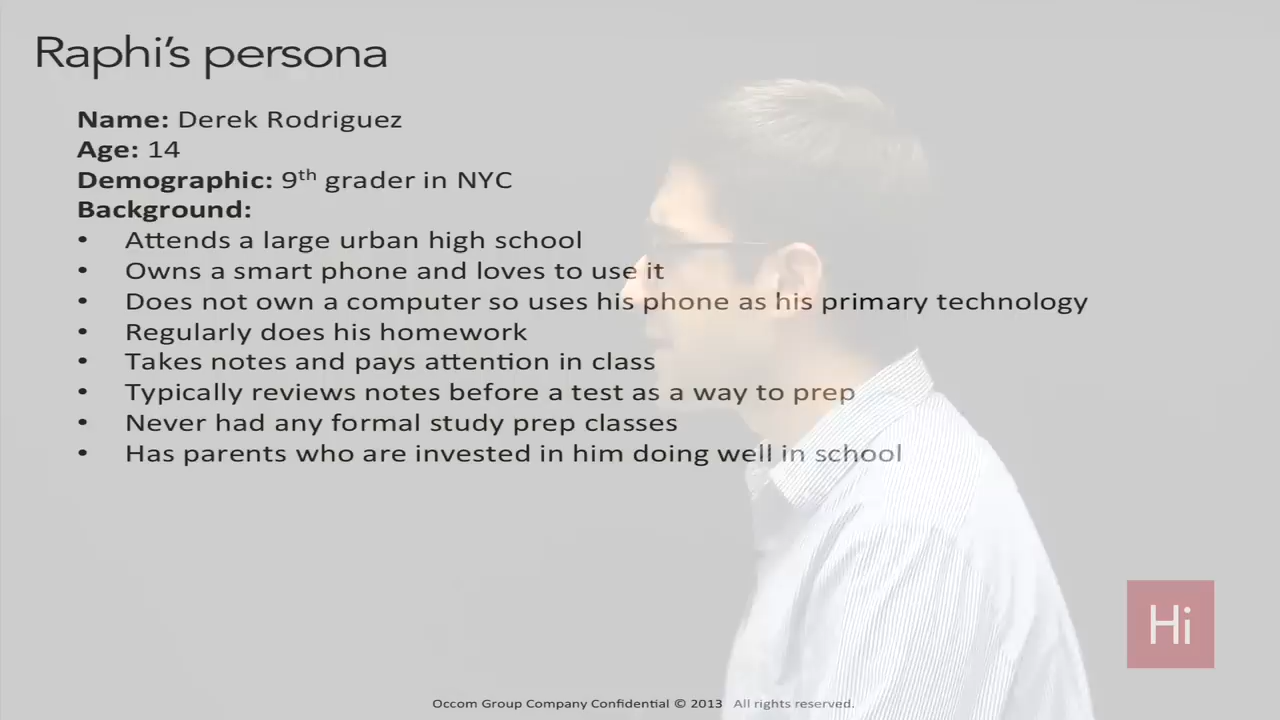 Raphi's persona
Name: Derek Rodriguez
Age: 14
Demographic: 9th grader in NYC
Background:
• Attends a large urban high school
• Owns a smart phone and loves to use it
• Does not own a computer so uses his phone as his primary technology
• Regularly does his homework
• Takes notes and pays attention in class
• Typically reviews notes before a test as a way to prep
• Never had any formal study prep classes
• Has parents who are invested in him doing well in school
Hi
Occom Group Company Confidential © 2013 All rights reserved.